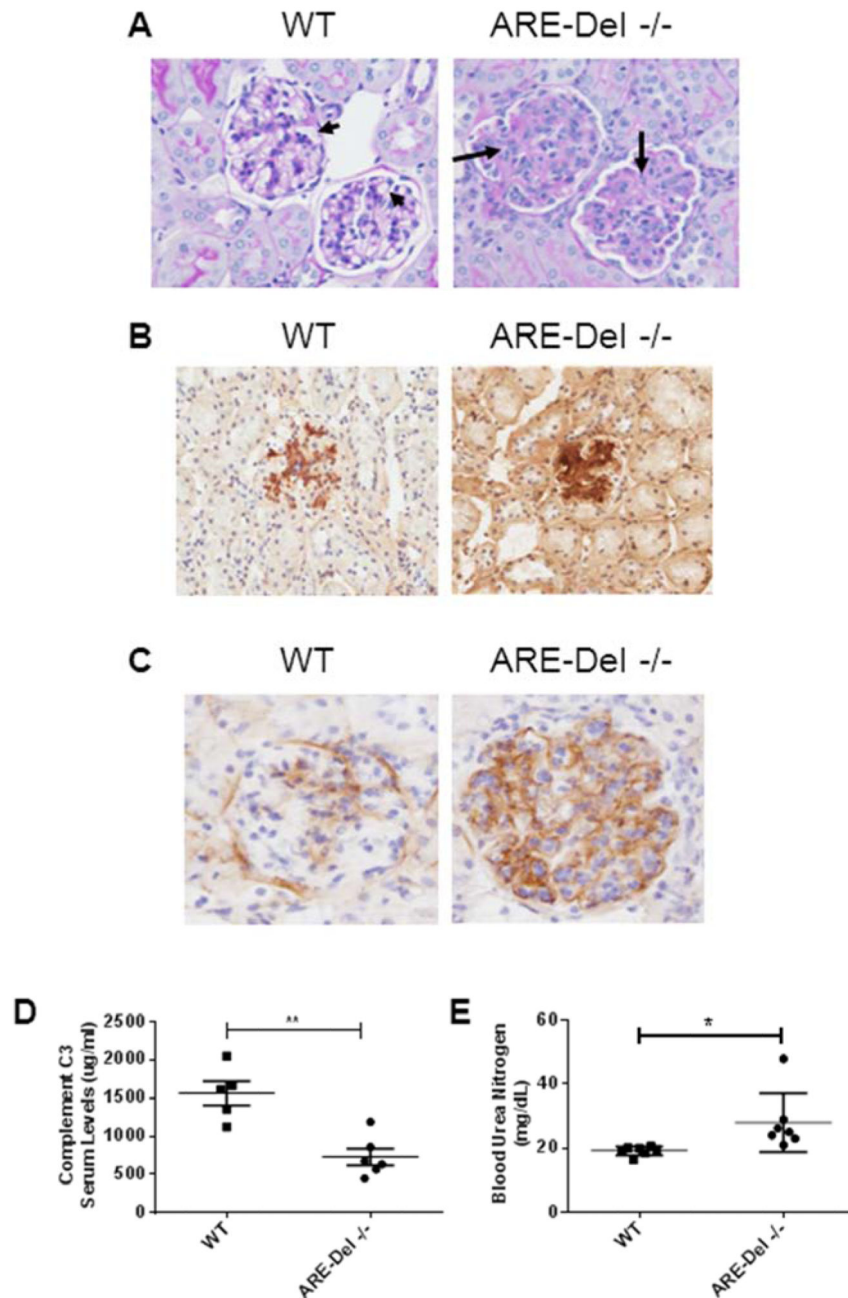 A WT ARE-Del -/-
B WT ARE-Del -/-
C WT ARE-Del -/-
D
Complement C3
Serum Levels (ug/ml)
2500
2000
1500
1000
500
0
**
WT
ARE-Del -/-
E
Blood Urea Nitrogen
(mg/dL)
60
40
20
0
*
WT
ARE-Del -/-